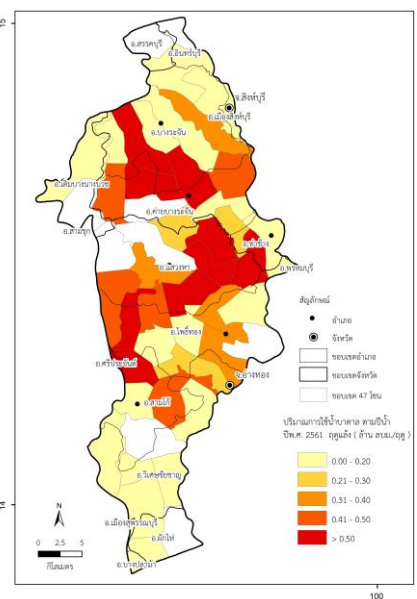 15
อ.สรรคบุรี
อ.อินทร์บุรี
จ.สิงห์บุรี
อ.เมืองสิงห์บุรี
อ.บางระจัน
อ.เดิมบางนางบวช
อ.ค่ายบางระจัน
อ.สามชุก
อ.ท่าช้าง
อ.แสวงหา
อ.พรหมบุรี
สัญลักษณ์
อำเภอ
จังหวัด
ขอบเขตอำเภอ
ขอบเขตจังหวัด
ขอบเขต 47 โซน
อ.โพธิ์ทอง
อ.ศรีประจันต์
จ.อ่างทอง
อ.สามโก้
ปริมาณการใช้น้ำบาดาล ตามปีน้ำ
ปีพ.ศ. 2561 ฤดูแล้ง ( ล้าน ลบม./ฤดู )
0.00 - 0.20
0.21 - 0.30
0.31 - 0.40
0.41 - 0.50
> 0.50
อ.วิเศษชัยชาญ
14
N
อ.เมืองสุพรรณบุรี
อ.ผักไห่
0 2.5 5
กิโลเมตร
อ.บางปลาม้า
100